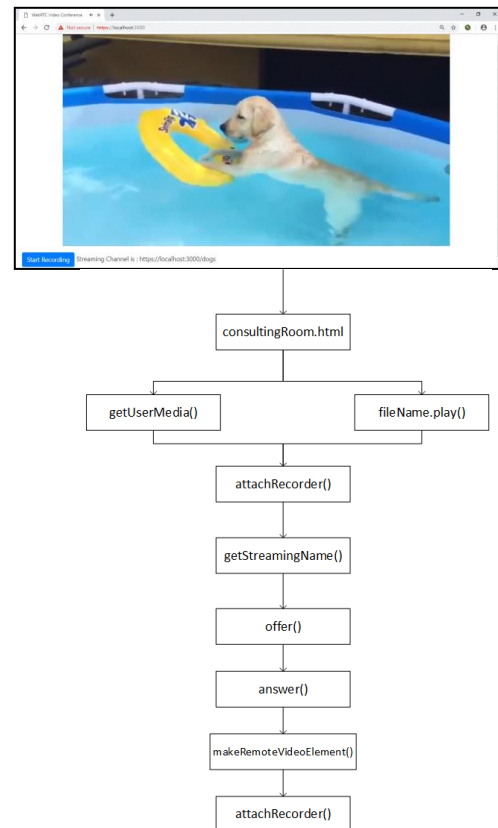 WebRTC Video Conference
Not secure | https://localhost:3000
Start Recording Streaming Channel is : https://localhost:3000/dogs
consultingRoom.html
getUserMedia() fileName.play()
attachRecorder()
getStreamingName()
offer()
answer()
makeRemoteVideoElement()
attachRecorder()